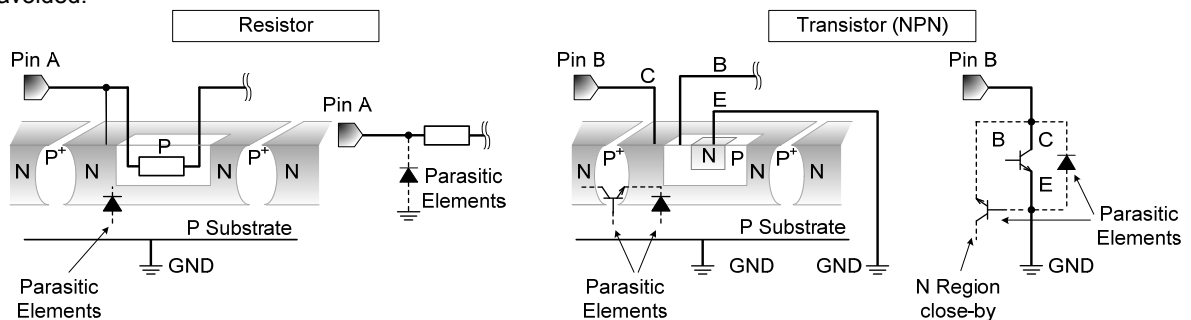 avoided.
Resistor
Pin A
N
P+
N
P
N
P+
N
P Substrate
GND
Parasitic
Elements
Pin A
Parasitic
Elements
Transistor (NPN)
Pin B
C
B
E
N
P+
N
N
P
N
P+
N
P Substrate
GND
GND
Parasitic
Elements
Pin B
B
C
E
Parasitic
Elements
GND
N Region
close-by